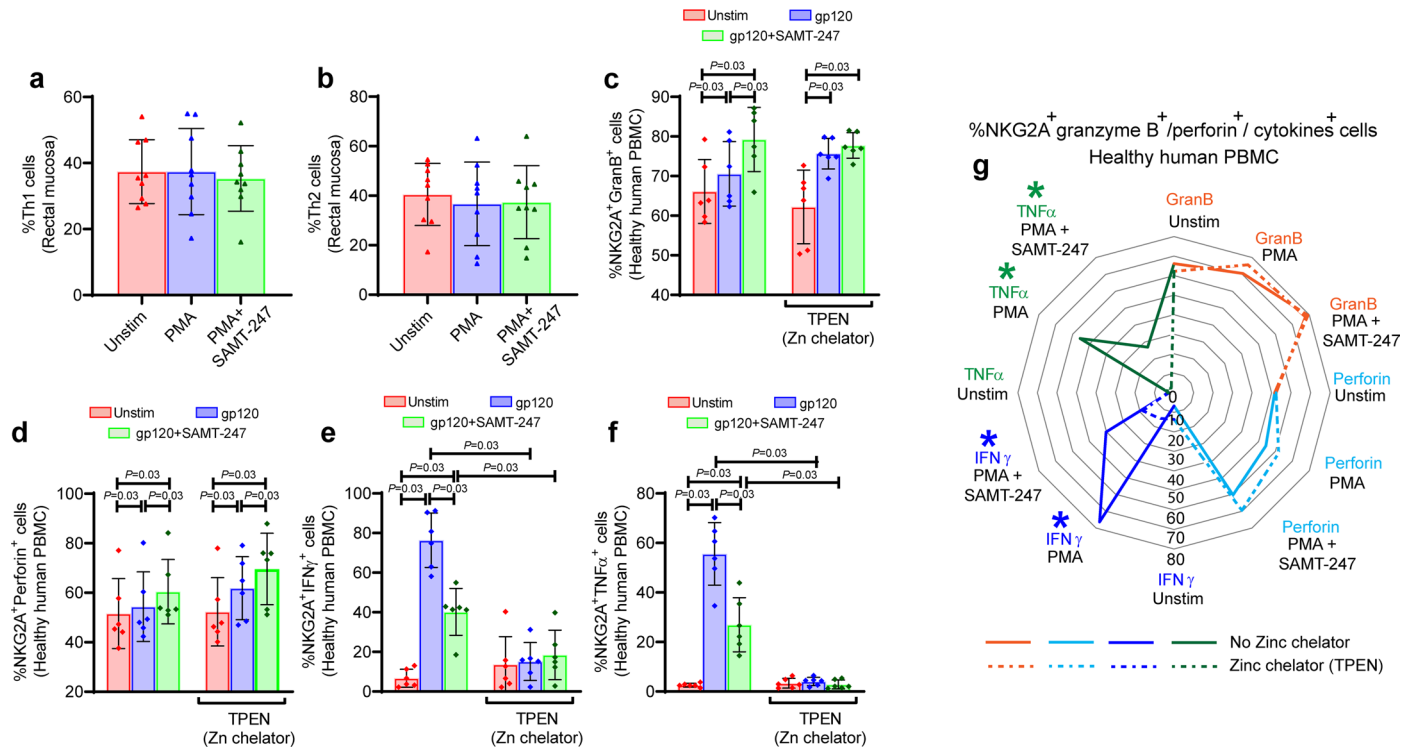 a
%Th1 cells
(Rectal mucosa)
60
40
20
0
Unstim
PMA
PMA+
SAMT-247
b
%Th2 cells
(Rectal mucosa)
80
60
40
20
0
Unstim
PMA
PMA+
SAMT-247
Unstim
gp120
gp120+SAMT-247
c
%NKG2A⁺GranB⁺ cells
(Healthy human PBMC)
90
80
70
60
50
40
P=0.03
P=0.03 P=0.03
P=0.03
P=0.03
TPEN
(Zn chelator)
Unstim
gp120
gp120+SAMT-247
d
%NKG2A⁺Perforin⁺ cells
(Healthy human PBMC)
100
80
60
40
20
P=0.03
P=0.03 P=0.03
P=0.03
P=0.03 P=0.03
TPEN
(Zn chelator)
Unstim
gp120
gp120+SAMT-247
e
%NKG2A⁺IFNγ⁺ cells
(Healthy human PBMC)
100
80
60
40
20
0
P=0.03
P=0.03 P=0.03
P=0.03 P=0.03
TPEN
(Zn chelator)
Unstim
gp120
gp120+SAMT-247
f
%NKG2A⁺TNFα⁺ cells
(Healthy human PBMC)
80
60
40
20
0
P=0.03
P=0.03 P=0.03
P=0.03 P=0.03
TPEN
(Zn chelator)
%NKG2A⁺granzyme B⁺/perforin⁺/ cytokines⁺cells
Healthy human PBMC
g
GranB
Unstim
GranB
PMA
GranB
PMA +
SAMT-247
Perforin
Unstim
Perforin
PMA
Perforin
PMA +
SAMT-247
IFN γ
Unstim
*
IFN γ
PMA
*
IFN γ
PMA +
SAMT-247
TNFα
Unstim
*
TNFα
PMA
*
TNFα
PMA +
SAMT-247
0
10
20
30
40
50
60
70
80
No Zinc chelator
Zinc chelator (TPEN)